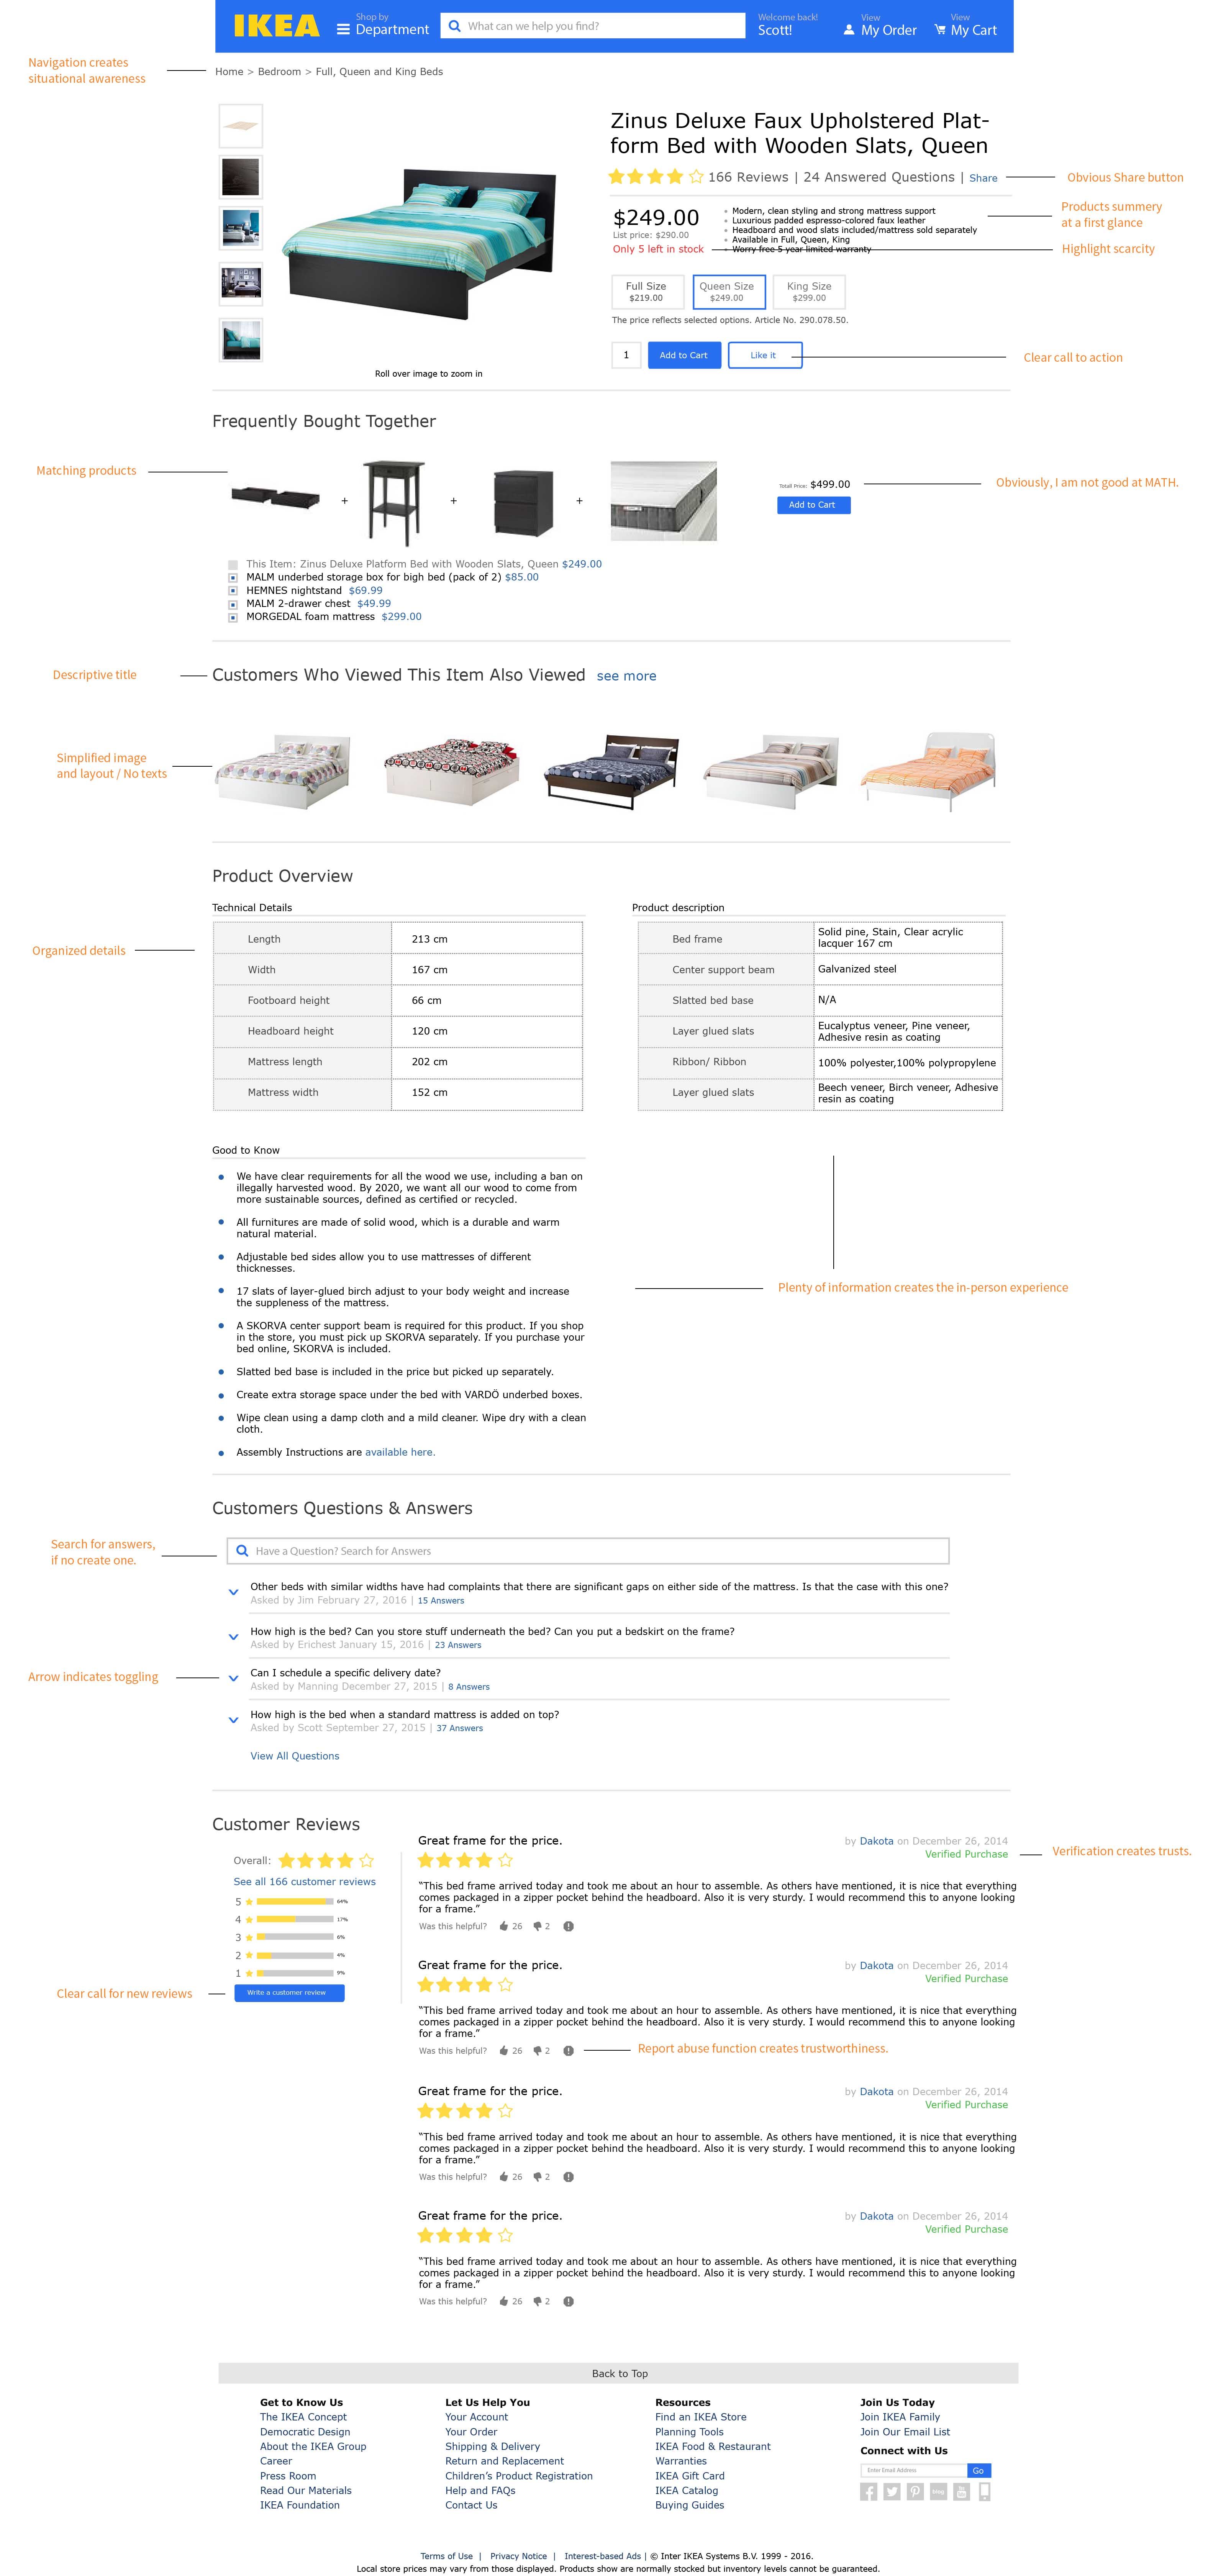 IKEA
Shop by
Department
What can we help you find?
Welcome back!
Scott!
View
My Order
View
My Cart
Navigation creates
situational awareness
Home > Bedroom > Full, Queen and King Beds
Zinus Deluxe Faux Upholstered Plat-
form Bed with Wooden Slats, Queen
166 Reviews | 24 Answered Questions | Share
Obvious Share button
$249.00
List price: $290.00
Only 5 left in stock
Modern, clean styling and strong mattress support
Luxurious padded espresso-colored faux leather
Headboard and wood slats included/mattress sold separately
Available in Full, Queen, King
Worry free 5 year limited warranty
Products summery
at a first glance
Highlight scarcity
Full Size
$219.00
Queen Size
$249.00
King Size
$299.00
The price reflects selected options. Article No. 290.078.50.
1
Add to Cart
Like it
Clear call to action
Roll over image to zoom in
Frequently Bought Together
Matching products
+
+
+
Totall Price: $499.00
Add to Cart
Obviously, I am not good at MATH.
This Item: Zinus Deluxe Platform Bed with Wooden Slats, Queen $249.00
MALM underbed storage box for bigh bed (pack of 2) $85.00
HEMNES nightstand $69.99
MALM 2-drawer chest $49.99
MORGEDAL foam mattress $299.00
Descriptive title
Customers Who Viewed This Item Also Viewed see more
Simplified image
and layout / No texts
Product Overview
Technical Details
Organized details
Length 213 cm
Width 167 cm
Footboard height 66 cm
Headboard height 120 cm
Mattress length 202 cm
Mattress width 152 cm
Product description
Bed frame Solid pine, Stain, Clear acrylic
lacquer 167 cm
Center support beam Galvanized steel
Slatted bed base N/A
Layer glued slats Eucalyptus veneer, Pine veneer,
Adhesive resin as coating
Ribbon/ Ribbon 100% polyester,100% polypropylene
Layer glued slats Beech veneer, Birch veneer, Adhesive
resin as coating
Good to Know
We have clear requirements for all the wood we use, including a ban on
illegally harvested wood. By 2020, we want all our wood to come from
more sustainable sources, defined as certified or recycled.
All furnitures are made of solid wood, which is a durable and warm
natural material.
Adjustable bed sides allow you to use mattresses of different
thicknesses.
17 slats of layer-glued birch adjust to your body weight and increase
the suppleness of the mattress.
A SKORVA center support beam is required for this product. If you shop
in the store, you must pick up SKORVA separately. If you purchase your
bed online, SKORVA is included.
Slatted bed base is included in the price but picked up separately.
Create extra storage space under the bed with VARDÖ underbed boxes.
Wipe clean using a damp cloth and a mild cleaner. Wipe dry with a clean
cloth.
Assembly Instructions are available here.
Plenty of information creates the in-person experience
Customers Questions & Answers
Search for answers,
if no create one.
Have a Question? Search for Answers
Other beds with similar widths have had complaints that there are significant gaps on either side of the mattress. Is that the case with this one?
Asked by Jim February 27, 2016 | 15 Answers
How high is the bed? Can you store stuff underneath the bed? Can you put a bedskirt on the frame?
Asked by Erichest January 15, 2016 | 23 Answers
Arrow indicates toggling
Can I schedule a specific delivery date?
Asked by Manning December 27, 2015 | 8 Answers
How high is the bed when a standard mattress is added on top?
Asked by Scott September 27, 2015 | 37 Answers
View All Questions
Customer Reviews
Overall:
See all 166 customer reviews
5 64%
4 17%
3 6%
2 4%
1 9%
Write a customer review
Clear call for new reviews
Great frame for the price.
by Dakota on December 26, 2014
Verified Purchase
Verification creates trusts.
"This bed frame arrived today and took me about an hour to assemble. As others have mentioned, it is nice that everything
comes packaged in a zipper pocket behind the headboard. Also it is very sturdy. I would recommend this to anyone looking
for a frame."
Was this helpful? 26 2
Great frame for the price.
by Dakota on December 26, 2014
Verified Purchase
"This bed frame arrived today and took me about an hour to assemble. As others have mentioned, it is nice that everything
comes packaged in a zipper pocket behind the headboard. Also it is very sturdy. I would recommend this to anyone looking
for a frame."
Was this helpful? 26 2
Report abuse function creates trustworthiness.
Great frame for the price.
by Dakota on December 26, 2014
Verified Purchase
"This bed frame arrived today and took me about an hour to assemble. As others have mentioned, it is nice that everything
comes packaged in a zipper pocket behind the headboard. Also it is very sturdy. I would recommend this to anyone looking
for a frame."
Was this helpful? 26 2
Great frame for the price.
by Dakota on December 26, 2014
Verified Purchase
"This bed frame arrived today and took me about an hour to assemble. As others have mentioned, it is nice that everything
comes packaged in a zipper pocket behind the headboard. Also it is very sturdy. I would recommend this to anyone looking
for a frame."
Was this helpful? 26 2
Back to Top
Get to Know Us
The IKEA Concept
Democratic Design
About the IKEA Group
Career
Press Room
Read Our Materials
IKEA Foundation
Let Us Help You
Your Account
Your Order
Shipping & Delivery
Return and Replacement
Children's Product Registration
Help and FAQs
Contact Us
Resources
Find an IKEA Store
Planning Tools
IKEA Food & Restaurant
Warranties
IKEA Gift Card
IKEA Catalog
Buying Guides
Join Us Today
Join IKEA Family
Join Our Email List
Connect with Us
Enter Email Address
Go
Terms of Use | Privacy Notice | Interest-based Ads | © Inter IKEA Systems B.V. 1999 - 2016.
Local store prices may vary from those displayed. Products show are normally stocked but inventory levels cannot be guaranteed.